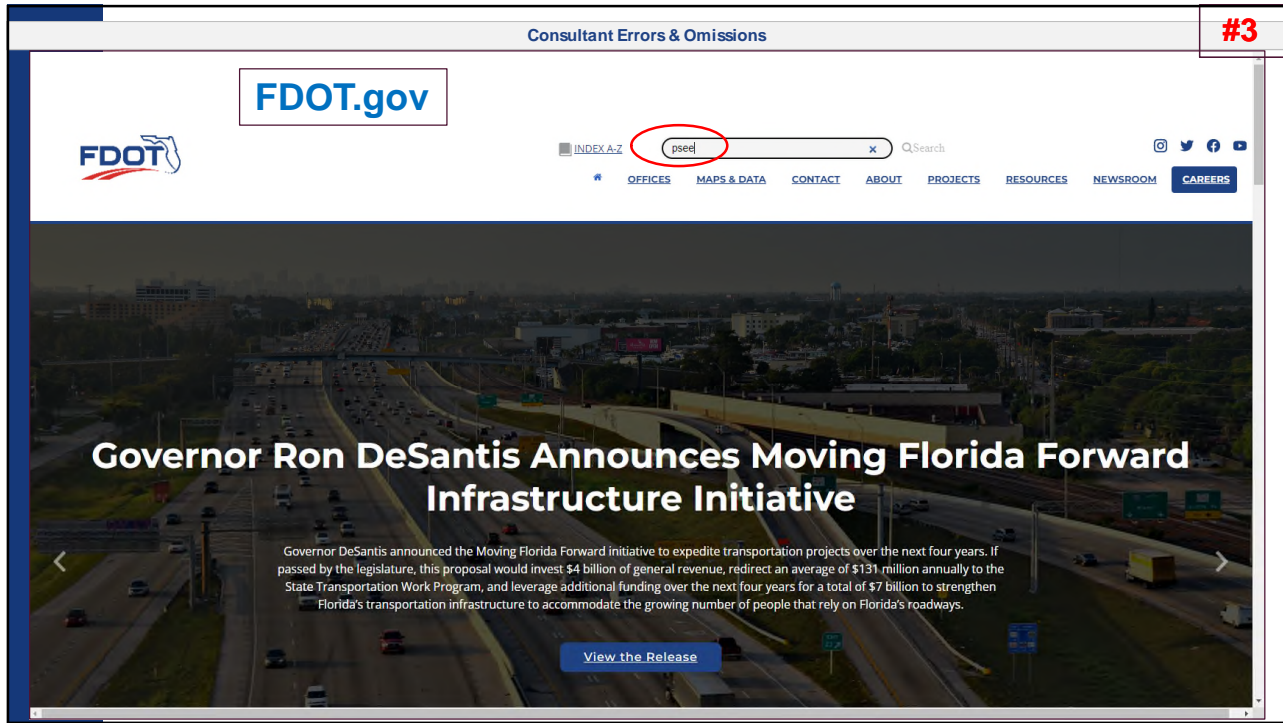 Consultant Errors & Omissions
#3
FDOT.gov
FDOT
INDEX A-Z
psee
×
Search
OFFICES MAPS & DATA CONTACT ABOUT PROJECTS RESOURCES NEWSROOM CAREERS
Governor Ron DeSantis Announces Moving Florida Forward
Infrastructure Initiative
Governor DeSantis announced the Moving Florida Forward initiative to expedite transportation projects over the next four years. If
passed by the legislature, this proposal would invest $4 billion of general revenue, redirect an average of $131 million annually to the
State Transportation Work Program, and leverage additional funding over the next four years for a total of $7 billion to strengthen
Florida's transportation infrastructure to accommodate the growing number of people that rely on Florida's roadways.
View the Release